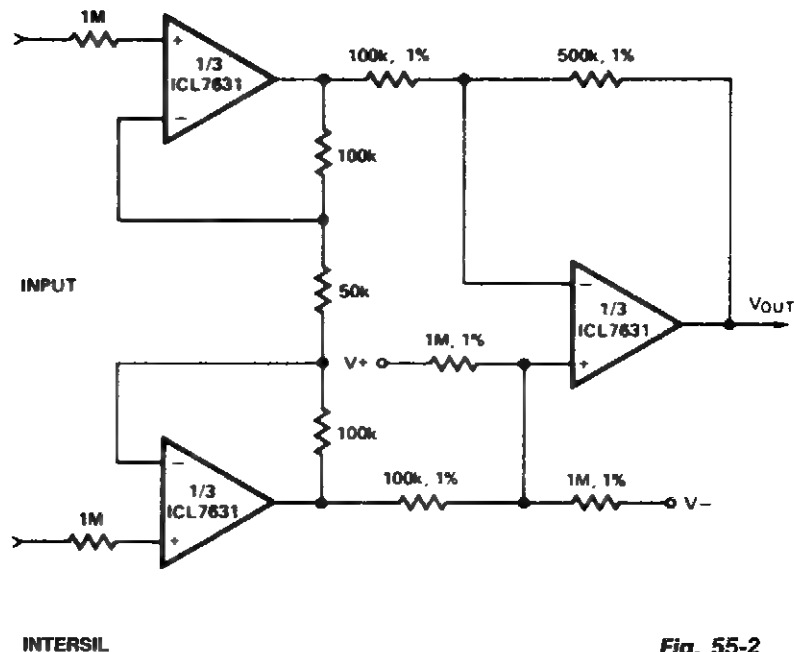 1M
+
1/3
ICL7631
−
100k, 1%
500k, 1%
100k
INPUT
50k
−
1/3
ICL7631
+
VOUT
1M, 1%
V+
100k
−
1/3
ICL7631
+
1M
100k, 1%
1M, 1%
V−
INTERSIL
Fig. 55-2